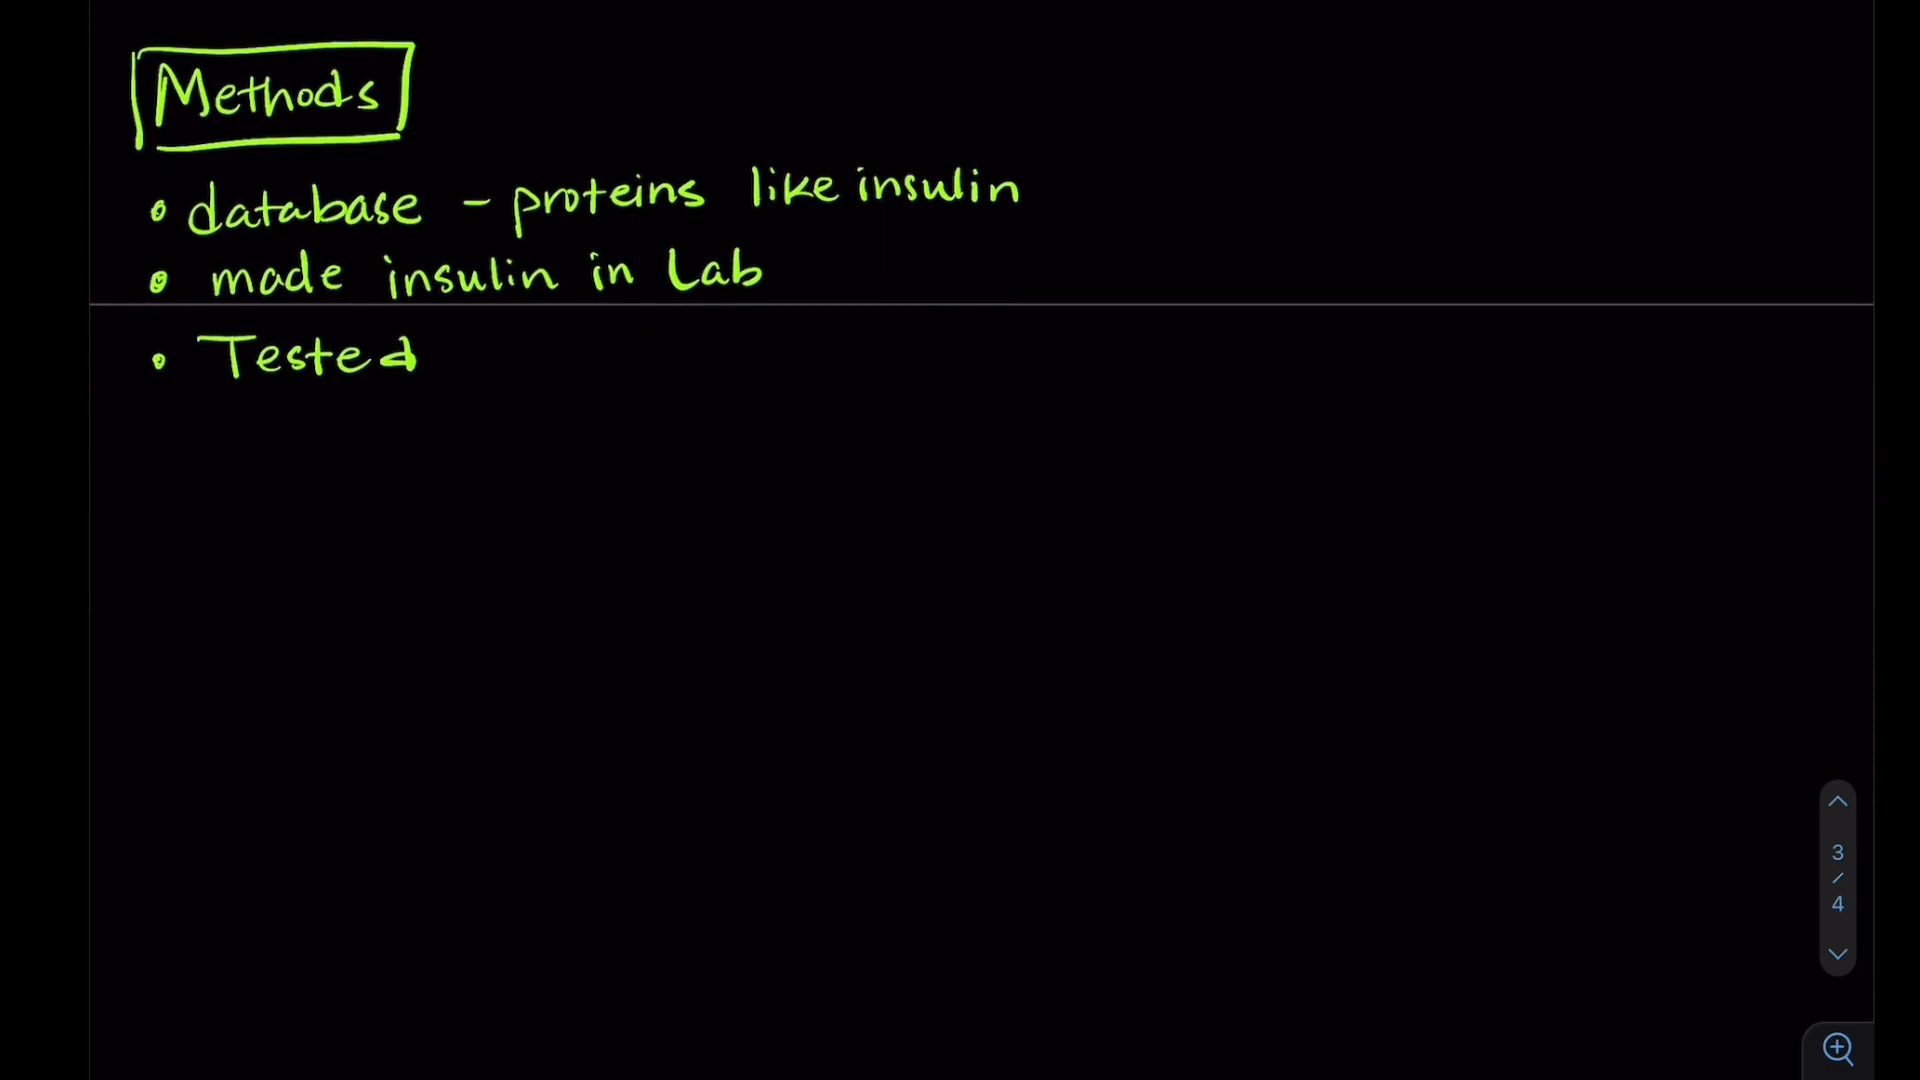 Methods
• database - proteins like insulin
• made insulin in Lab
• Tested
3
/
4